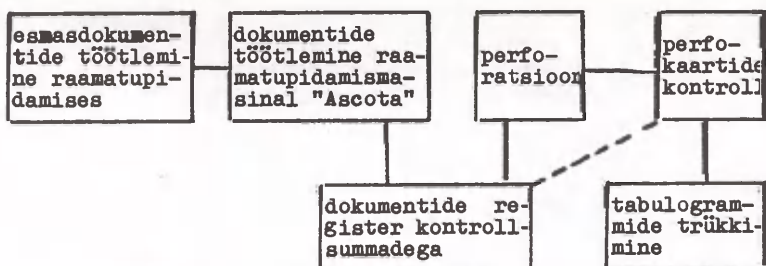 esmasdokumen-
tide töötlemi-
ne raamatupi-
damises
dokumentide
töötlemine raa-
matupidamisma-
sinal "Ascota"
perfo-
ratsioon
perfo-
kaartide
kontroll
dokumentide re-
gister kontroll-
summadega
tabulogram-
mide trükki-
mine